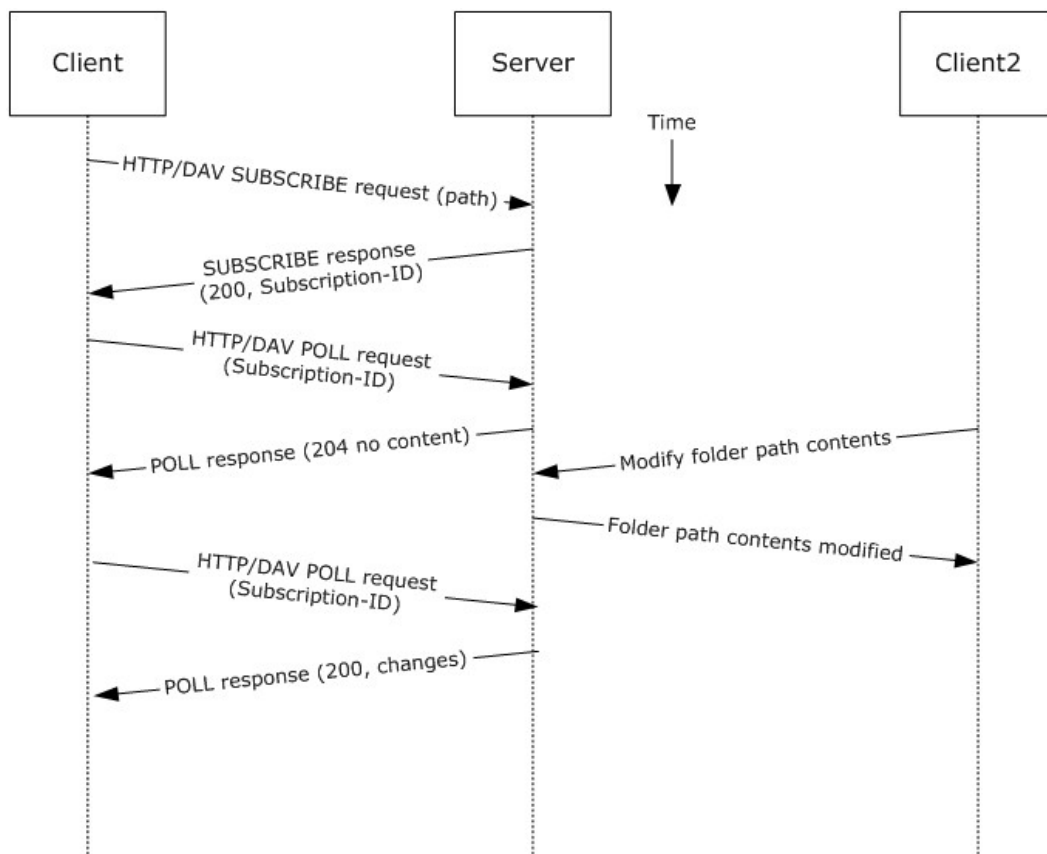 Client
Server
Client2
Time
HTTP/DAV SUBSCRIBE request (path)
SUBSCRIBE response
(200, Subscription-ID)
HTTP/DAV POLL request
(Subscription-ID)
POLL response (204 no content)
Modify folder path contents
Folder path contents modified
HTTP/DAV POLL request
(Subscription-ID)
POLL response (200, changes)